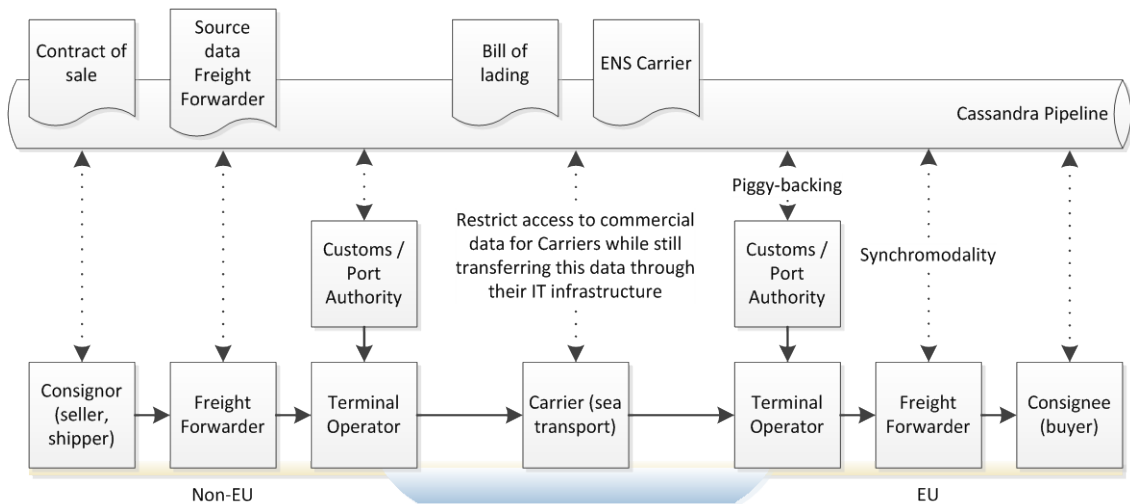 Contract of
sale
Source
data
Freight
Forwarder
Bill of
lading
ENS Carrier
Cassandra Pipeline
Piggy-backing
Restrict access to commercial
data for Carriers while still
transferring this data through
their IT infrastructure
Customs /
Port
Authority
Customs /
Port
Authority
Synchromodality
Consignor
(seller,
shipper)
Freight
Forwarder
Terminal
Operator
Carrier (sea
transport)
Terminal
Operator
Freight
Forwarder
Consignee
(buyer)
Non-EU
EU